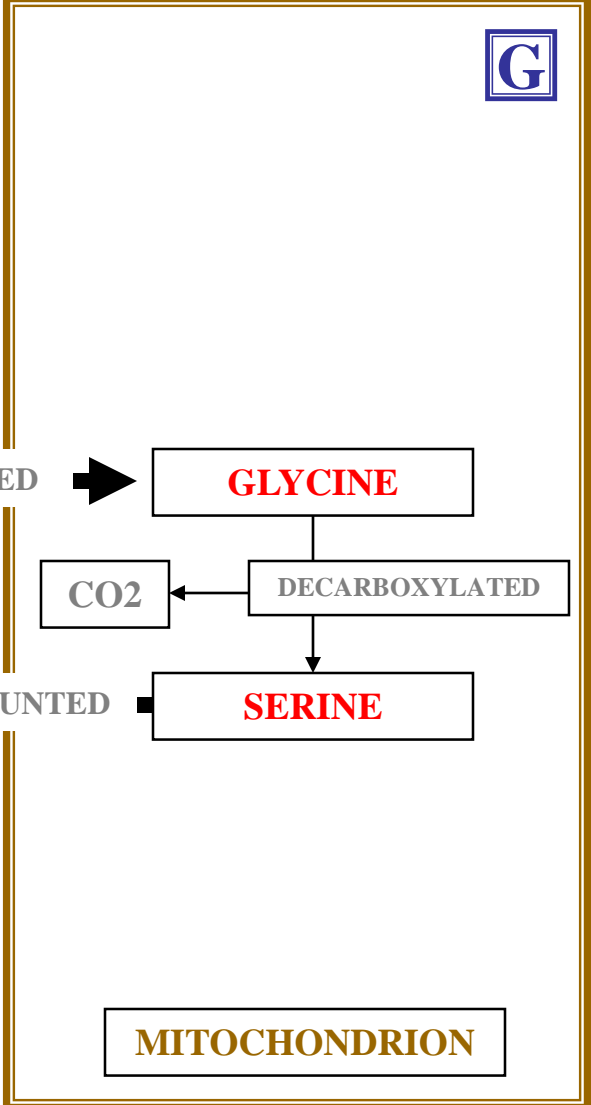 G
ED
GLYCINE
CO2
DECARBOXYLATED
UNTED
SERINE
MITOCHONDRION